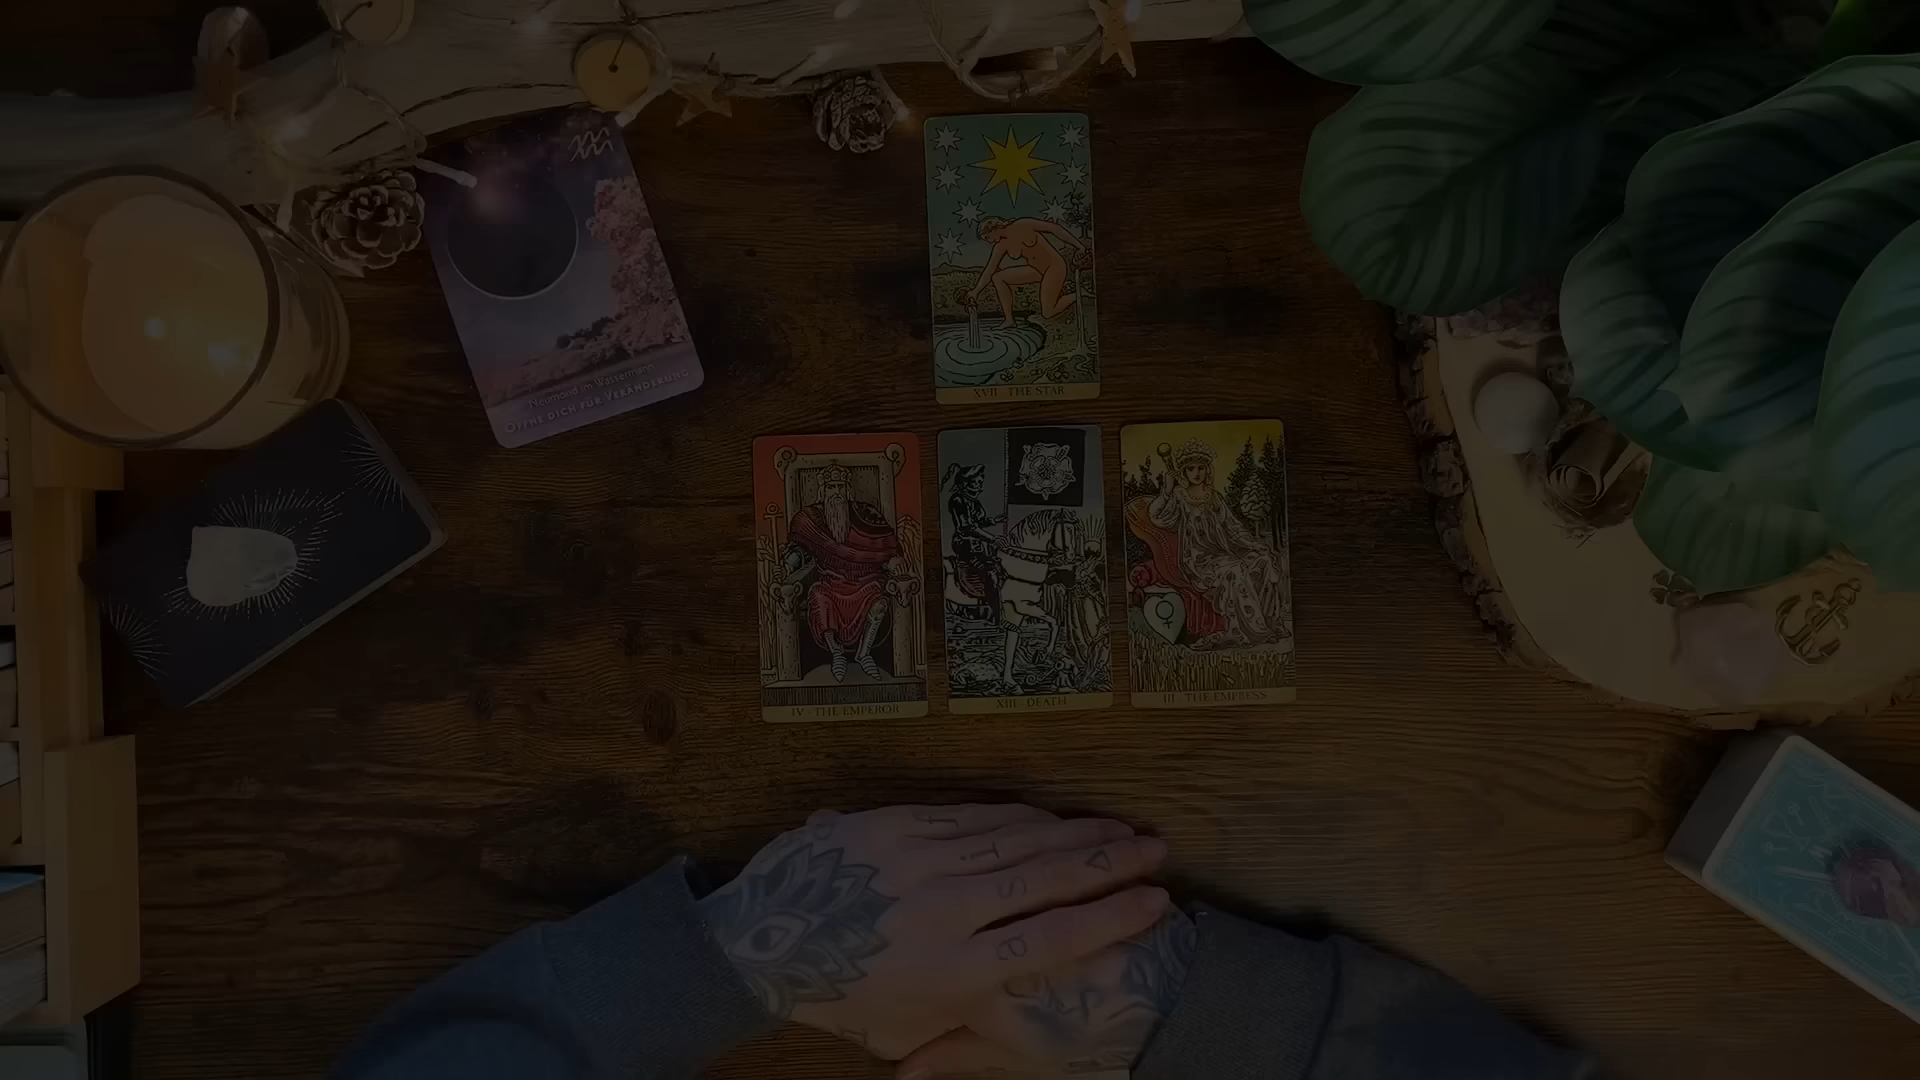 Neumond im Wassermann
ÖFFNE DICH FÜR VERÄNDERUNG
XVII · THE STAR
IV · THE EMPEROR
XIII · DEATH
III · THE EMPRESS
f
i
s
a